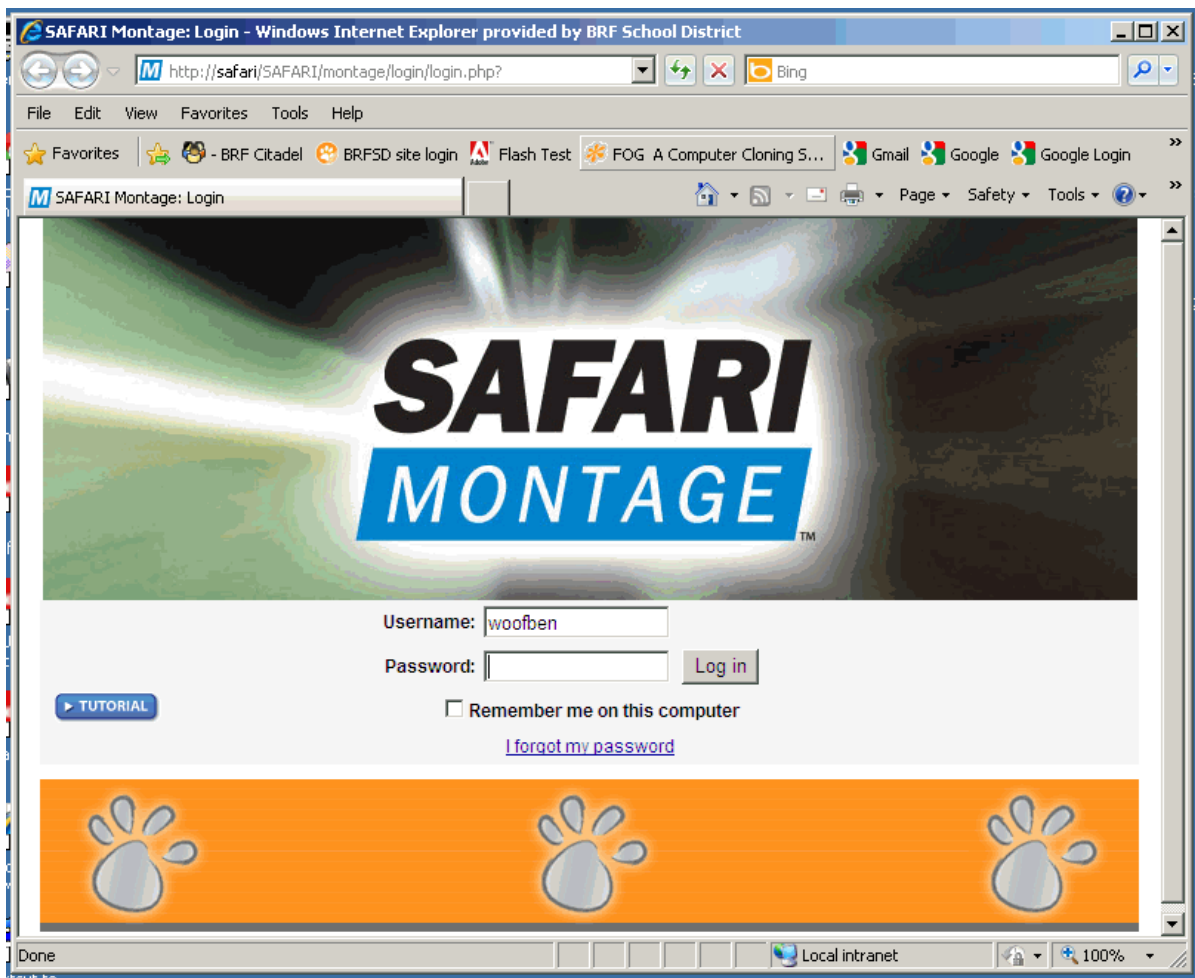 SAFARI Montage: Login - Windows Internet Explorer provided by BRF School District
http://safari/SAFARI/montage/login/login.php?
Bing
File Edit View Favorites Tools Help
Favorites - BRF Citadel BRFSD site login Flash Test FOG A Computer Cloning S... Gmail Google Google Login »
SAFARI Montage: Login Page Safety Tools »
SAFARI
MONTAGE™
Username: woofben
Password: Log in
TUTORIAL Remember me on this computer
I forgot my password
Done Local intranet 100%